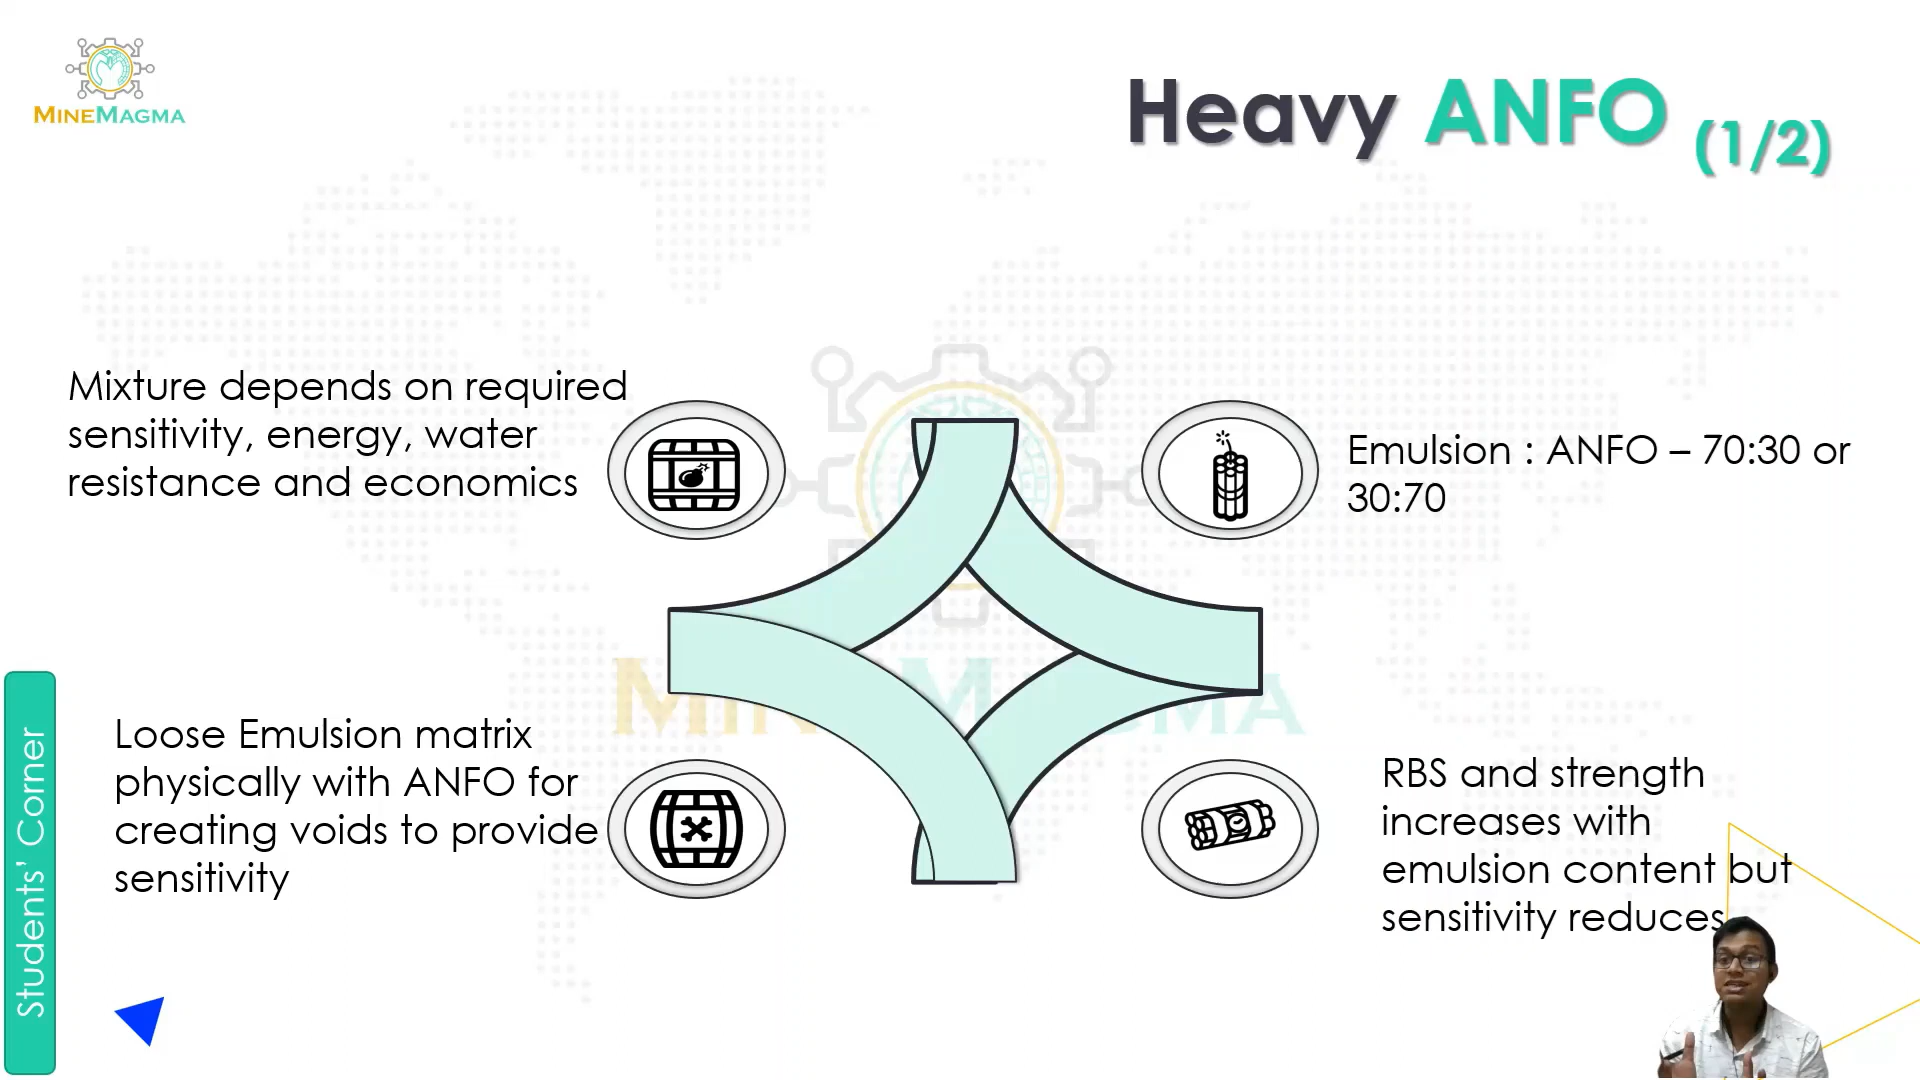 MINEMAGMA
Heavy ANFO (1/2)
Mixture depends on required
sensitivity, energy, water
resistance and economics
Emulsion : ANFO – 70:30 or
30:70
Loose Emulsion matrix
physically with ANFO for
creating voids to provide
sensitivity
RBS and strength
increases with
emulsion content but
sensitivity reduces
Students' Corner
MINEMAGMA